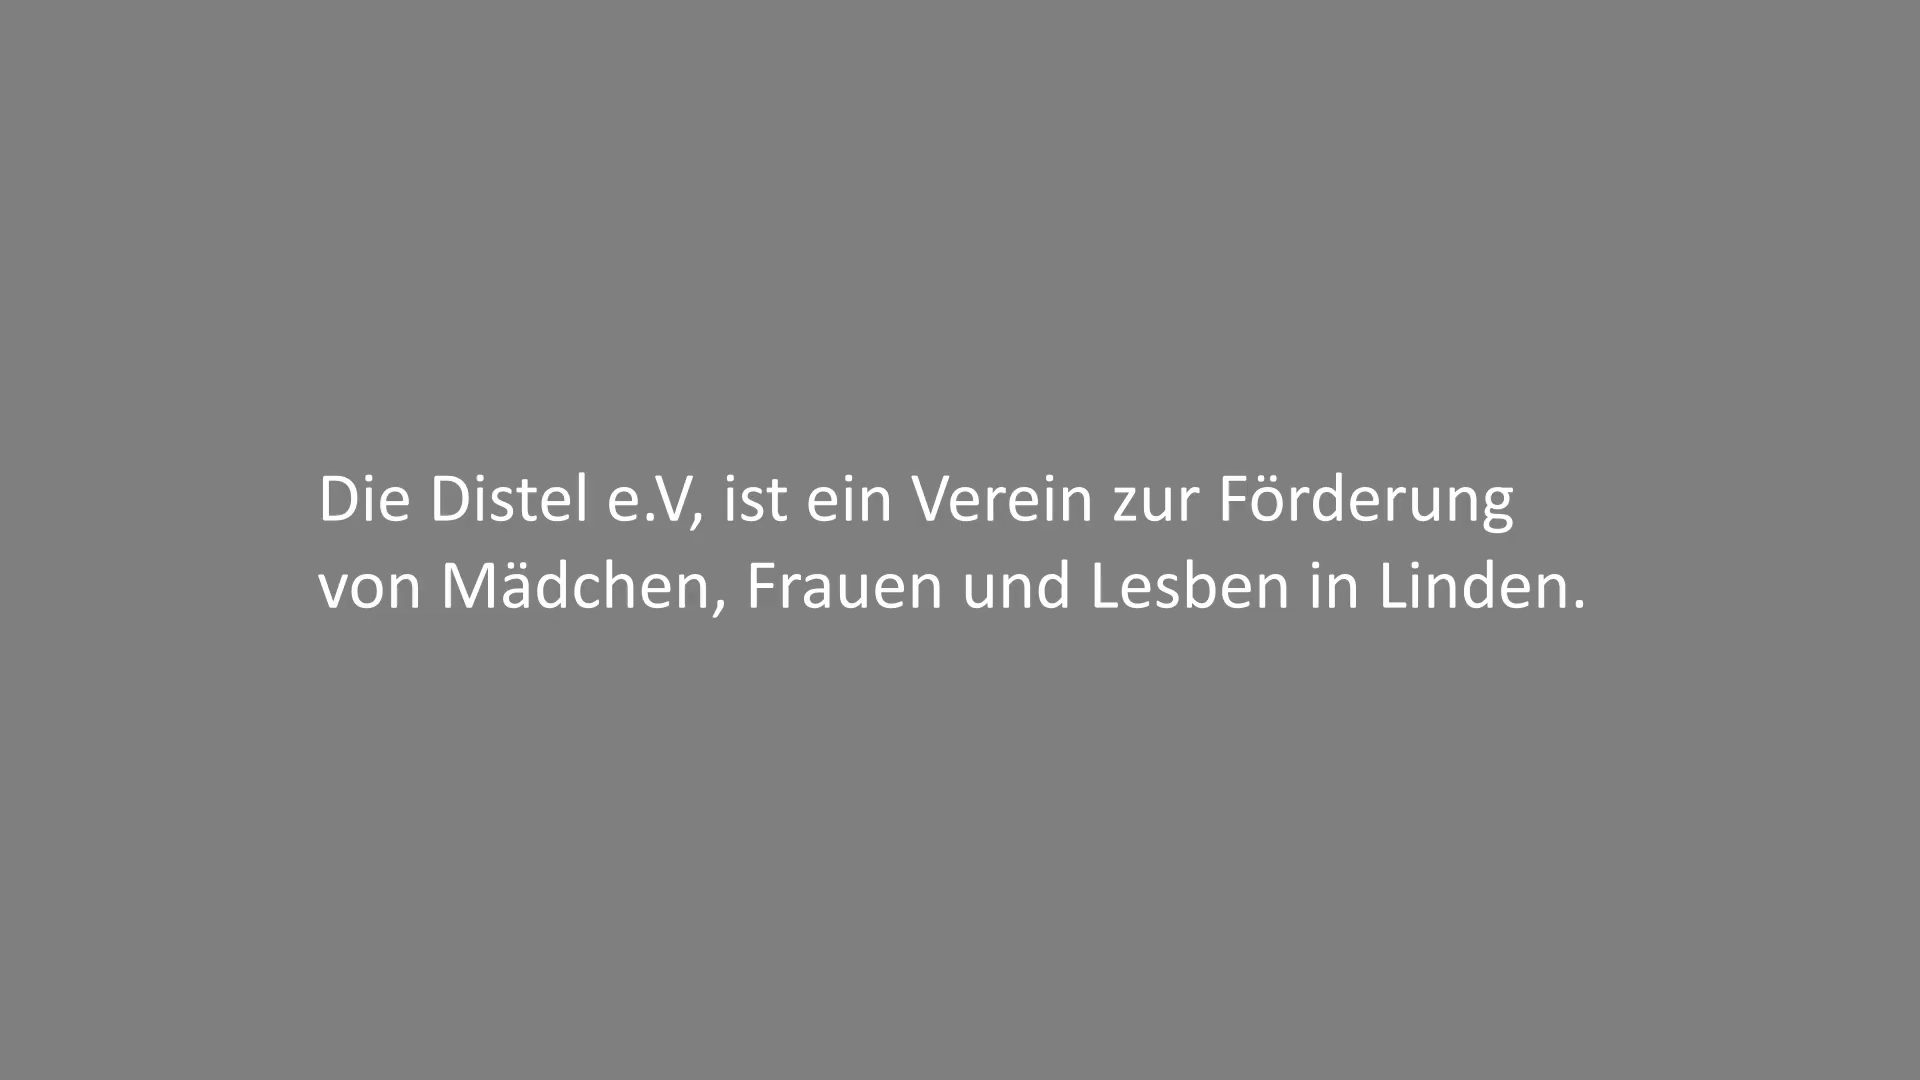 Die Distel e.V, ist ein Verein zur Förderung
von Mädchen, Frauen und Lesben in Linden.